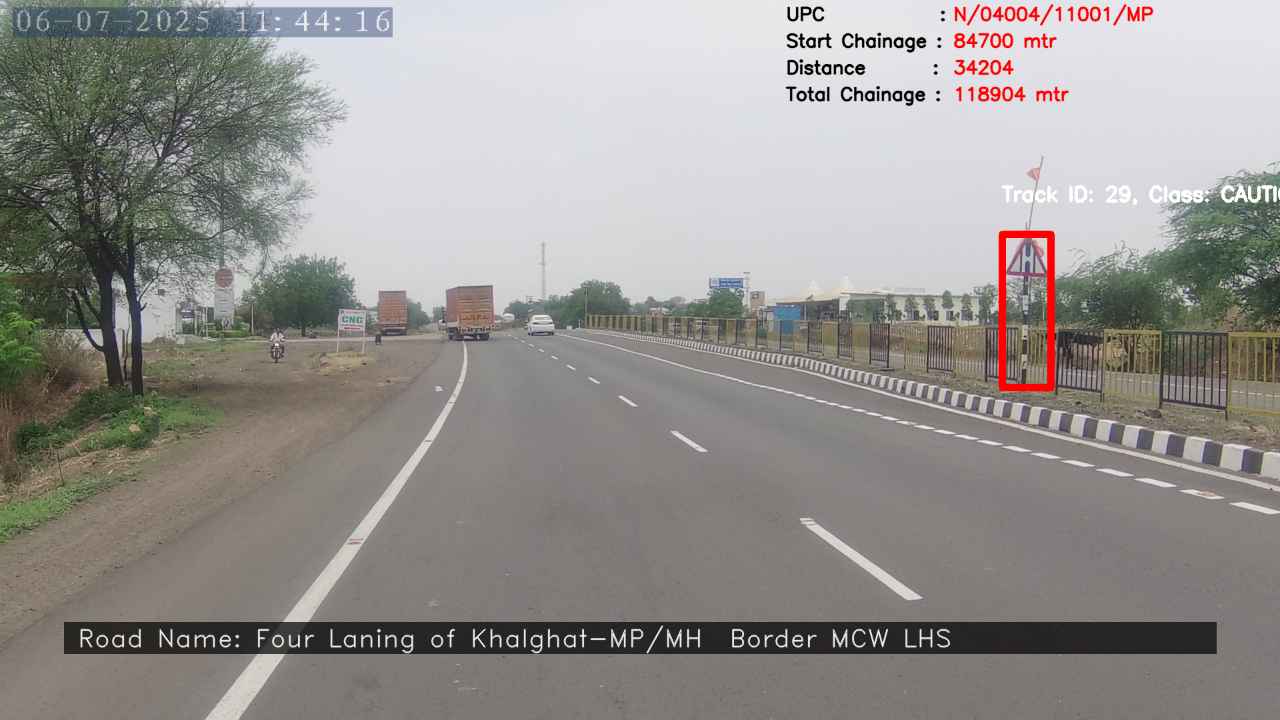 06-07-2025 11:44:16
UPC : N/04004/11001/MP
Start Chainage : 84700 mtr
Distance : 34204
Total Chainage : 118904 mtr
Track ID: 29, Class: CAUTI
CNG
Road Name: Four Laning of Khalghat-MP/MH Border MCW LHS